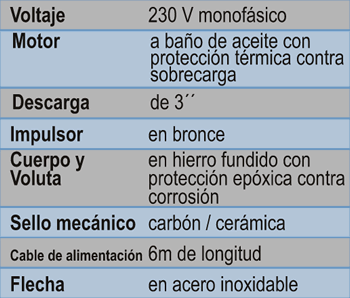 Voltaje 230 V monofásico
Motor a baño de aceite con
protección térmica contra
sobrecarga
Descarga de 3´´
Impulsor en bronce
Cuerpo y en hierro fundido con
Voluta protección epóxica contra
corrosión
Sello mecánico carbón / cerámica
Cable de alimentación 6m de longitud
Flecha en acero inoxidable